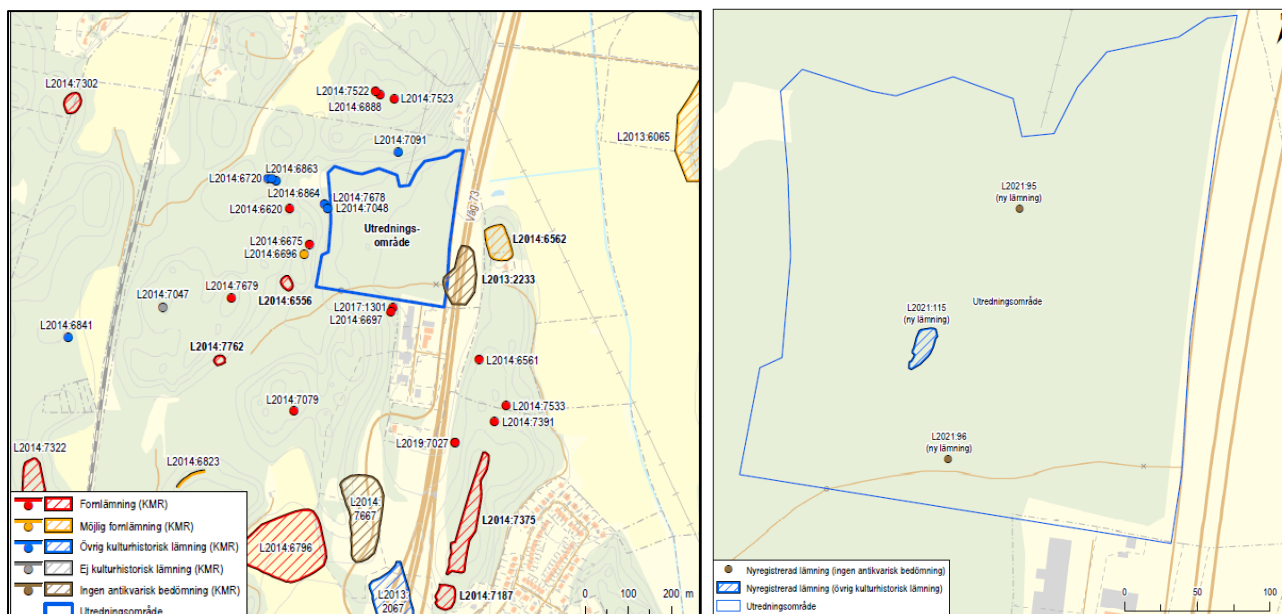 L2014:7302
L2014:7522
L2014:6888
L2014:7523
L2013:6065
L2014:7091
L2014:6863
L2014:6720
L2014:6864
L2014:7678
L2014:7048
L2014:6620
Utrednings-
område
Väg 73
L2014:6675
L2014:6696
L2014:6562
L2014:7679
L2014:6556
L2013:2233
L2014:7047
L2017:1301
L2014:6697
L2014:6841
L2014:7762
L2014:6561
L2014:7079
L2014:7533
L2014:7391
L2019:7027
L2014:7322
L2014:6823
L2014:
7667
L2014:7375
L2014:6796
L2013:
2067
L2014:7187
Fornlämning (KMR)
Möjlig fornlämning (KMR)
Övrig kulturhistorisk lämning (KMR)
Ej kulturhistorisk lämning (KMR)
Ingen antikvarisk bedömning (KMR)
Utredningsområde
0 100 200 m
L2021:95
(ny lämning)
Utredningsområde
L2021:115
(ny lämning)
L2021:96
(ny lämning)
Nyregistrerad lämning (ingen antikvarisk bedömning)
Nyregistrerad lämning (övrig kulturhistorisk lämning)
Utredningsområde
0 50 100